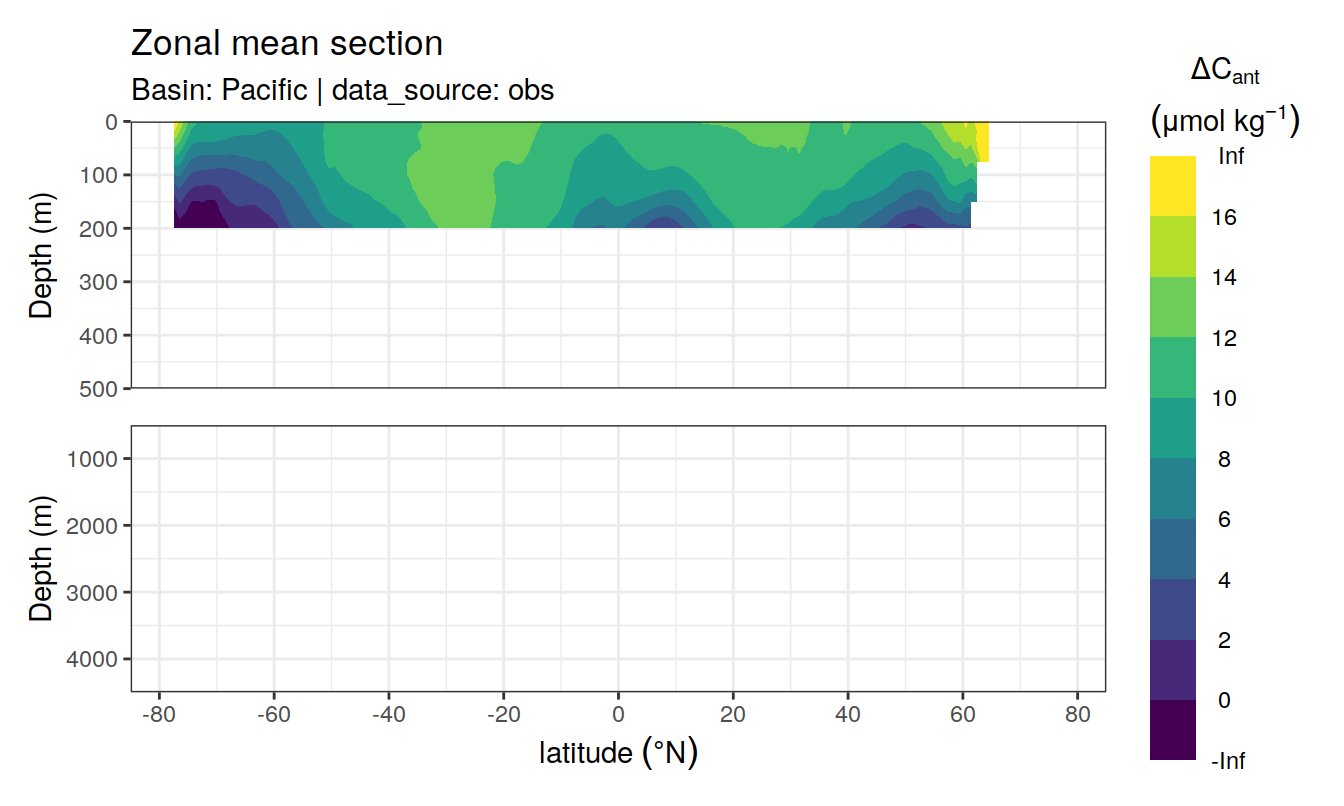 Zonal mean section
Basin: Pacific | data_source: obs
ΔCant
(μmol kg⁻¹)
Inf
16
14
12
10
8
6
4
2
0
-Inf
Depth (m)
0
100
200
300
400
500
Depth (m)
1000
2000
3000
4000
-80 -60 -40 -20 0 20 40 60 80
latitude (°N)